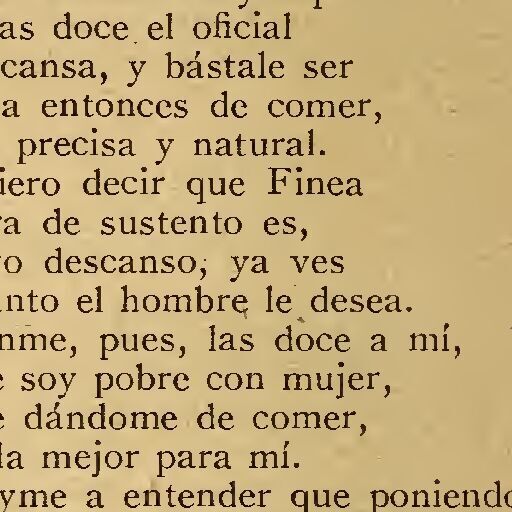 as doce el oficial
cansa, y bástale ser
a entonces de comer,
precisa y natural.
iero decir que Finea
a de sustento es,
o descanso, ya ves
anto el hombre le desea.
nme, pues, las doce a mí,
e soy pobre con mujer,
e dándome de comer,
la mejor para mí.
yme a entender que poniendo